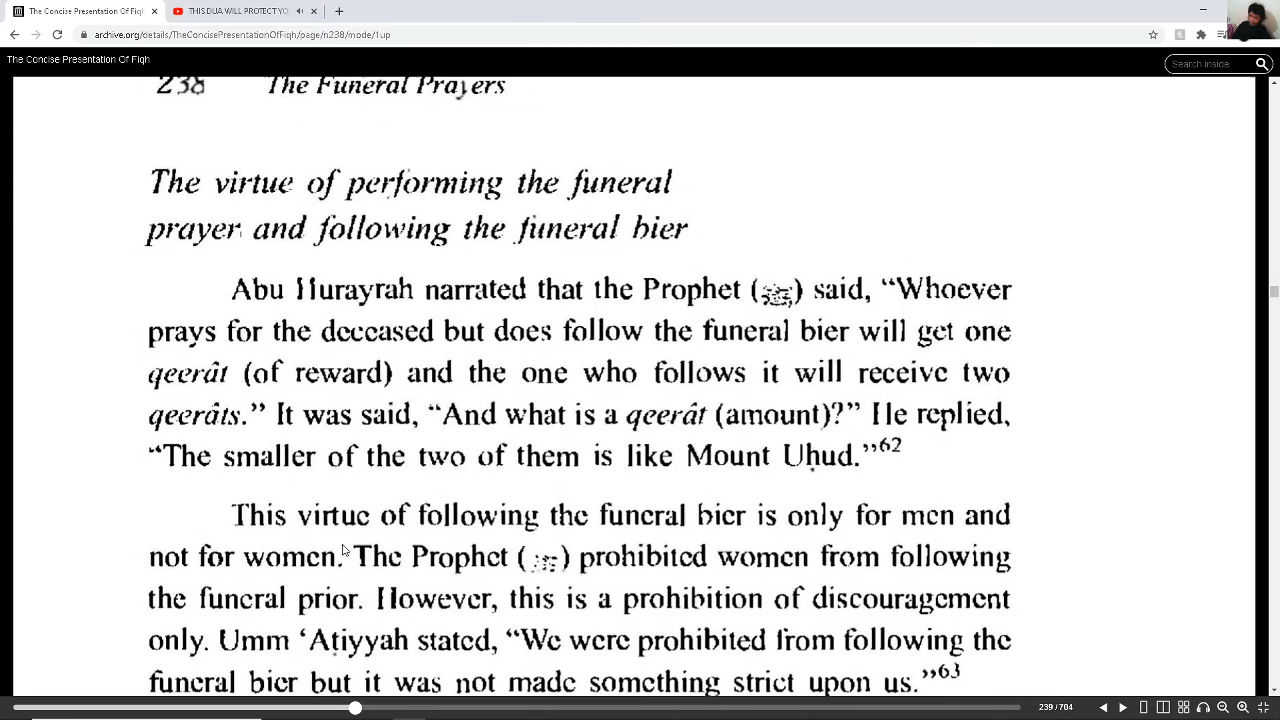 The Concise Presentation Of Fiqh
THIS DUA WILL PROTECT YO
archive.org/details/TheConcisePresentationOfFiqh/page/n238/mode/1up
The Concise Presentation Of Fiqh
Search inside
238 The Funeral Prayers
The virtue of performing the funeral
prayer and following the funeral bier
Abu Hurayrah narrated that the Prophet (ﷺ) said, “Whoever
prays for the deceased but does follow the funeral bier will get one
qeerât (of reward) and the one who follows it will receive two
qeerâts.” It was said, “And what is a qeerât (amount)?” He replied,
“The smaller of the two of them is like Mount Uḥud.”62
This virtue of following the funeral bier is only for men and
not for women. The Prophet (ﷺ) prohibited women from following
the funeral prior. However, this is a prohibition of discouragement
only. Umm ‘Aṭiyyah stated, “We were prohibited from following the
funeral bier but it was not made something strict upon us.”63
239 / 704